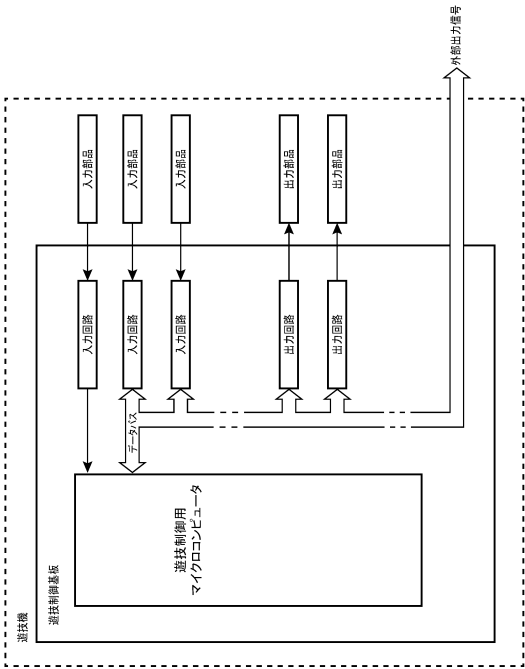 遊技機
遊技制御基板
遊技制御用
マイクロコンピュータ
データバス
入力回路
入力回路
入力回路
出力回路
出力回路
入力部品
入力部品
入力部品
出力部品
出力部品
外部出力信号